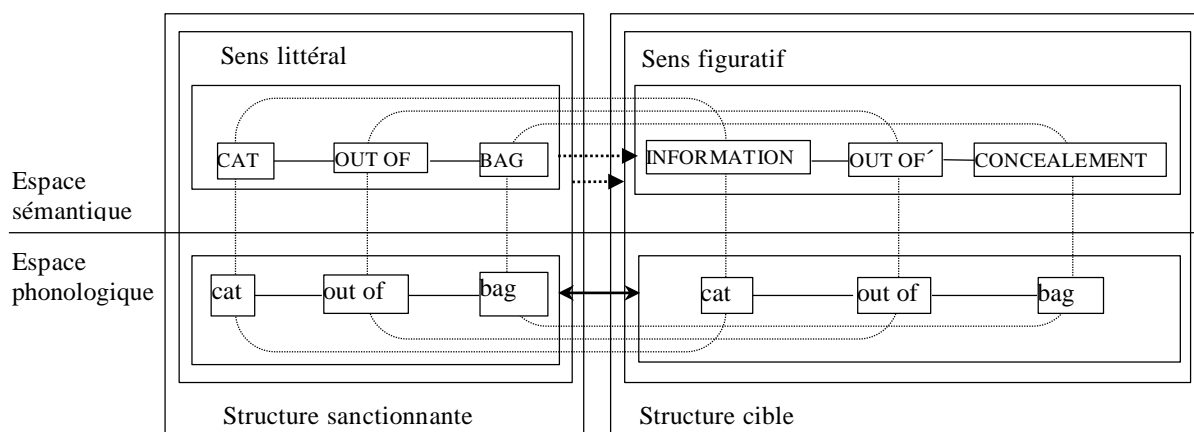 Sens littéral
Sens figuratif
CAT
OUT OF
BAG
INFORMATION
OUT OF´
CONCEALEMENT
Espace
sémantique
Espace
phonologique
cat
out of
bag
cat
out of
bag
Structure sanctionnante
Structure cible